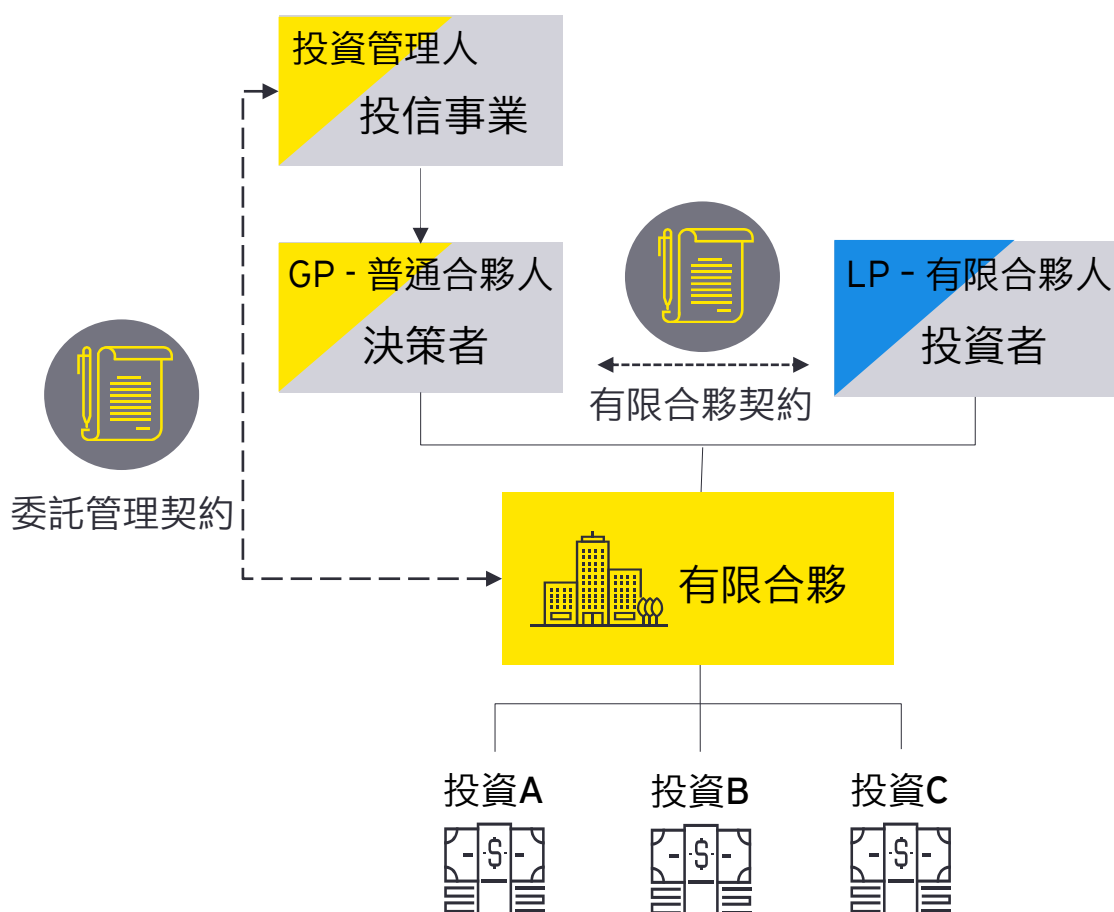 投資管理人
投信事業
GP - 普通合夥人
決策者
LP - 有限合夥人
投資者
有限合夥契約
委託管理契約
有限合夥
投資A
投資B
投資C
-$-
-$-
-$-